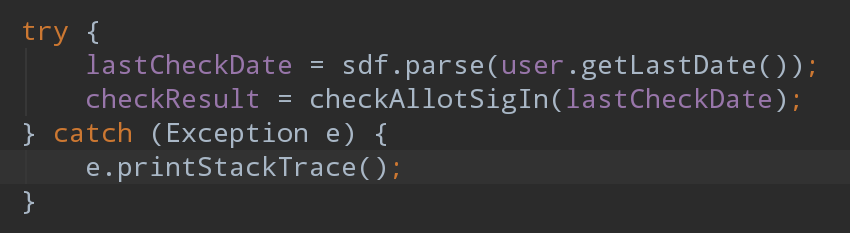 try {
    lastCheckDate = sdf.parse(user.getLastDate());
    checkResult = checkAllotSigIn(lastCheckDate);
} catch (Exception e) {
    e.printStackTrace();
}